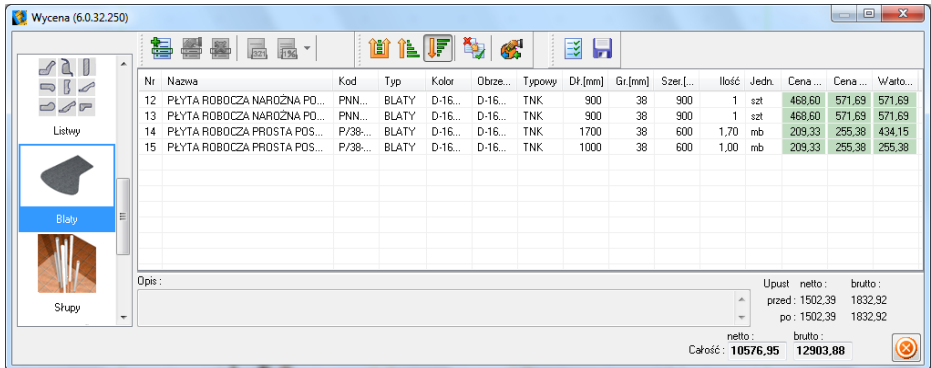 Wycena (6.0.32.250)
Listwy
Blaty
Słupy
Nr Nazwa Kod Typ Kolor Obrze... Typowy Dł.[mm] Gr.[mm] Szer.[... Ilość Jedn. Cena ... Cena ... Warto...
12 PŁYTA ROBOCZA NAROŻNA PO... PNN... BLATY D-16... D-16... TNK 900 38 900 1 szt 468,60 571,69 571,69
13 PŁYTA ROBOCZA NAROŻNA PO... PNN... BLATY D-16... D-16... TNK 900 38 900 1 szt 468,60 571,69 571,69
14 PŁYTA ROBOCZA PROSTA POS... P/38-... BLATY D-16... D-16... TNK 1700 38 600 1,70 mb 209,33 255,38 434,15
15 PŁYTA ROBOCZA PROSTA POS... P/38-... BLATY D-16... D-16... TNK 1000 38 600 1,00 mb 209,33 255,38 255,38
Opis :
Upust netto : brutto :
przed : 1502,39 1832,92
po : 1502,39 1832,92
netto : brutto :
Całość : 10576,95 12903,88